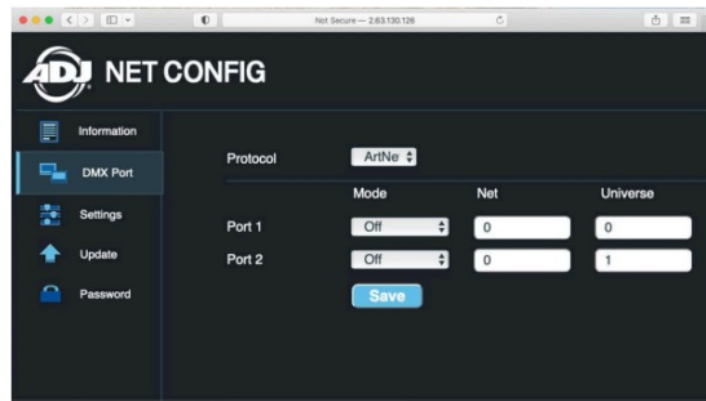 Not Secure — 2.63.130.126
ADJ NET CONFIG
Information
DMX Port
Settings
Update
Password
Protocol ArtNe
Mode Net Universe
Port 1 Off 0 0
Port 2 Off 0 1
Save